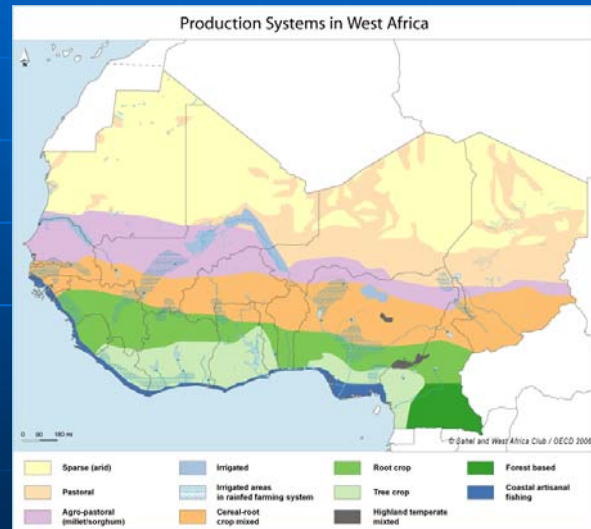 Production Systems in West Africa
N
0 90 180 mi
© Sahel and West Africa Club / OECD 2006
Sparse (arid)
Pastoral
Agro-pastoral
(millet/sorghum)
Irrigated
Irrigated areas
in rainfed farming system
Cereal-root
crop mixed
Root crop
Tree crop
Highland temperate
mixed
Forest based
Coastal artisanal
fishing